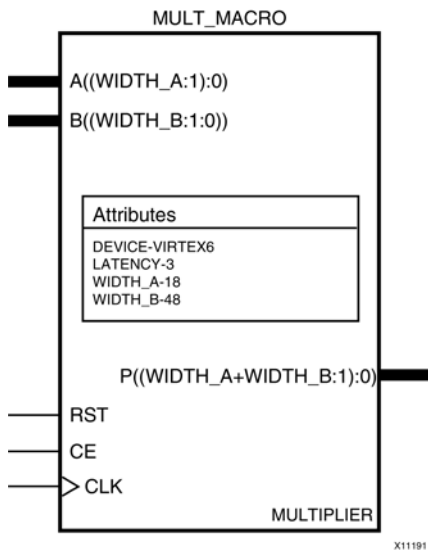 MULT_MACRO
A((WIDTH_A:1):0)
B((WIDTH_B:1:0))
Attributes
DEVICE-VIRTEX6
LATENCY-3
WIDTH_A-18
WIDTH_B-48
P((WIDTH_A+WIDTH_B:1):0)
RST
CE
CLK
MULTIPLIER
X11191